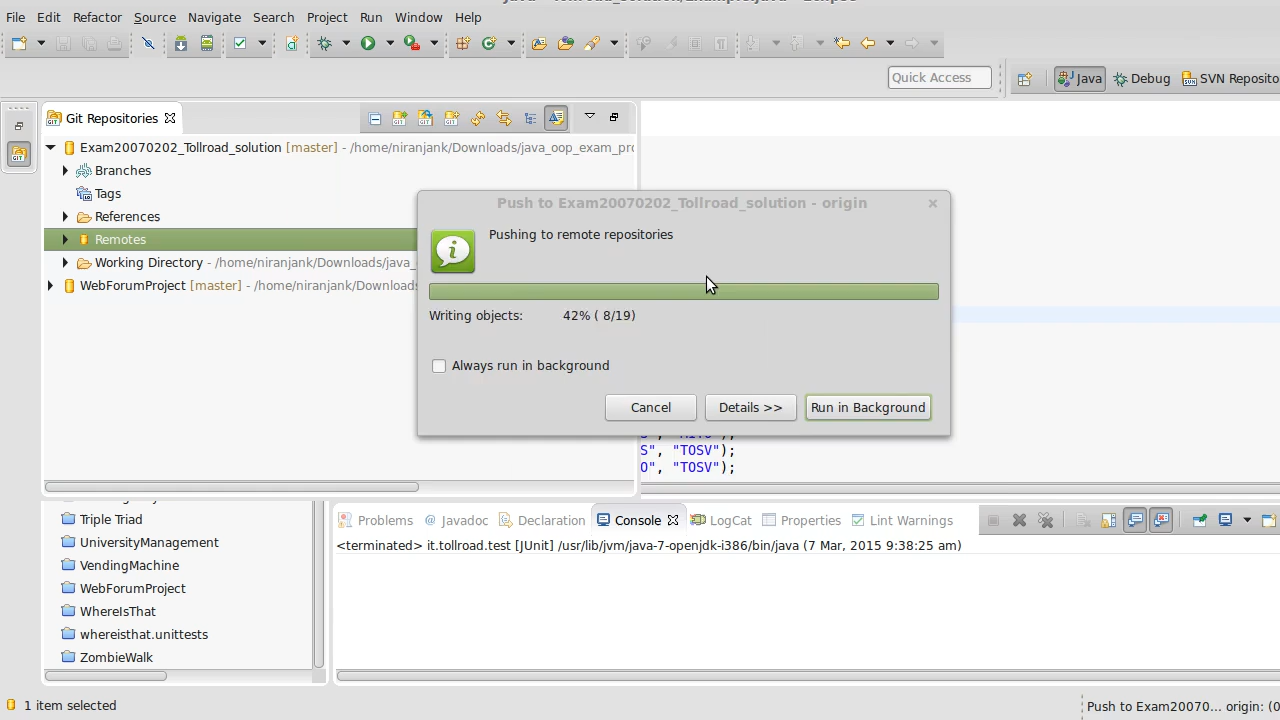 File Edit Refactor Source Navigate Search Project Run Window Help
Quick Access
Java
Debug
SVN Reposito
Git Repositories
Exam20070202_Tollroad_solution [master] - /home/niranjank/Downloads/java_oop_exam_pro
Branches
Tags
References
Remotes
Working Directory - /home/niranjank/Downloads/java_
WebForumProject [master] - /home/niranjank/Downloads
Push to Exam20070202_Tollroad_solution - origin
Pushing to remote repositories
Writing objects: 42% ( 8/19)
Always run in background
Cancel
Details >>
Run in Background
S", "TOSV");
O", "TOSV");
Triple Triad
UniversityManagement
VendingMachine
WebForumProject
WhereIsThat
whereisthat.unittests
ZombieWalk
Problems
Javadoc
Declaration
Console
LogCat
Properties
Lint Warnings
<terminated> it.tollroad.test [JUnit] /usr/lib/jvm/java-7-openjdk-i386/bin/java (7 Mar, 2015 9:38:25 am)
1 item selected
Push to Exam20070... origin: (0